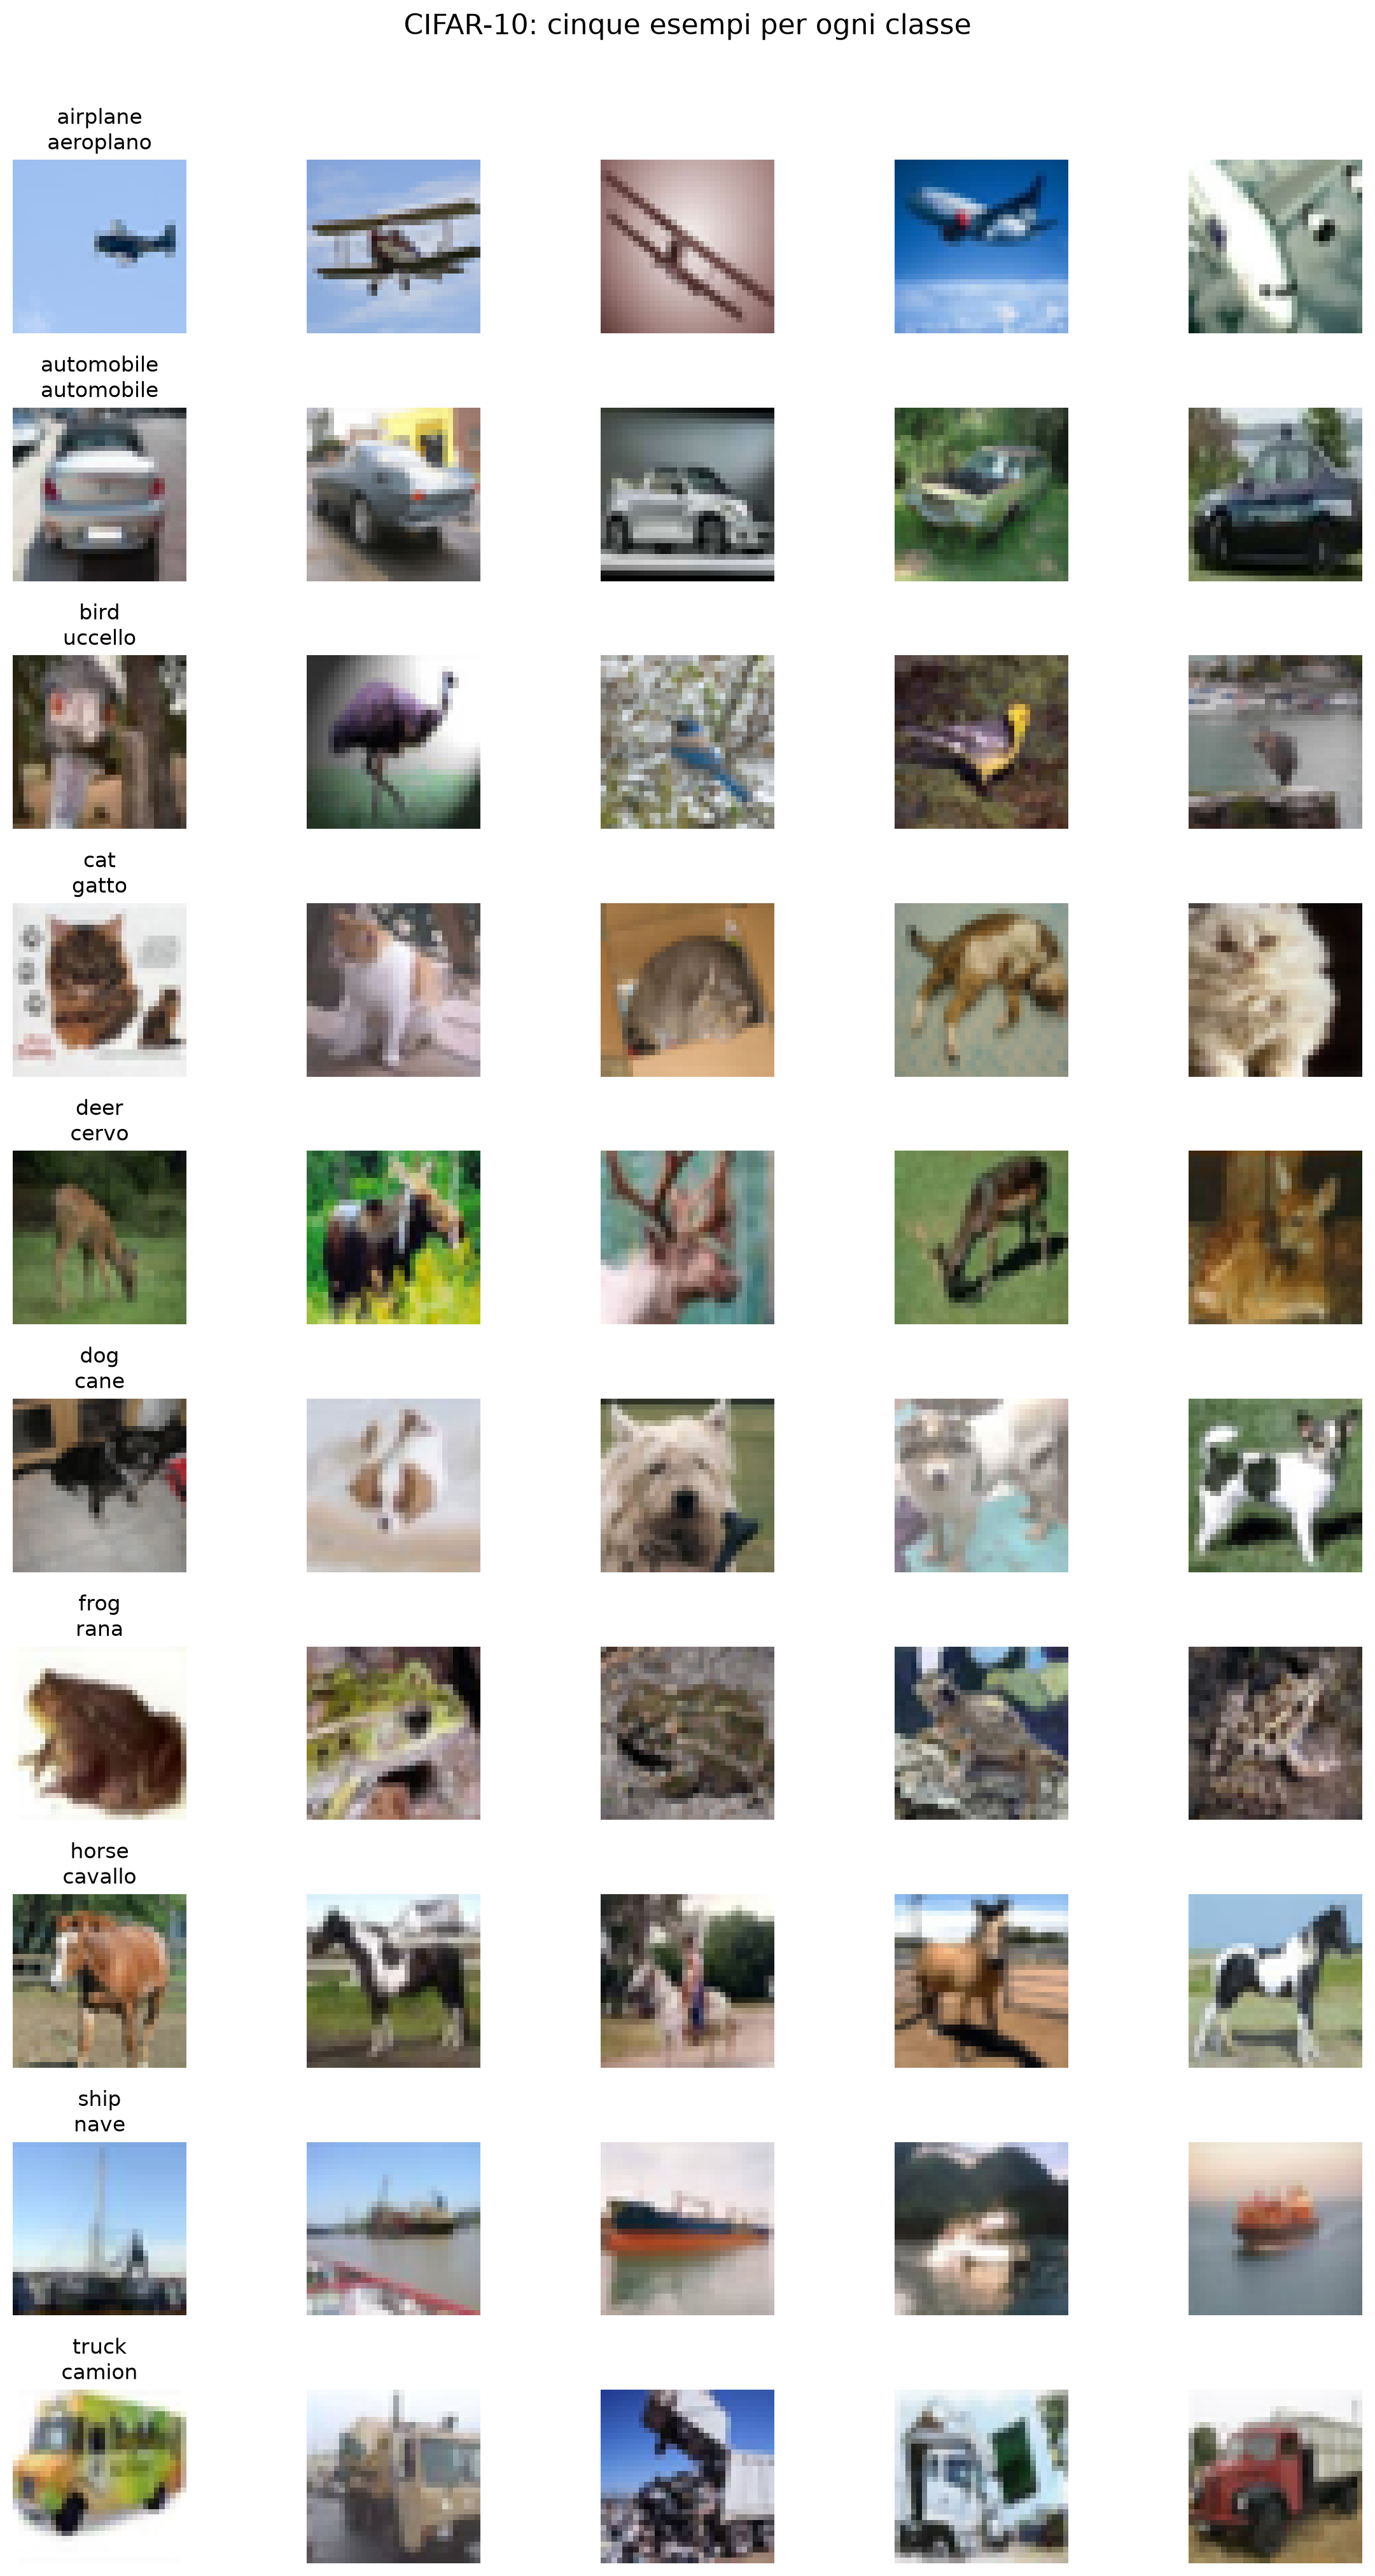 CIFAR-10: cinque esempi per ogni classe
airplane
aeroplano
automobile
automobile
bird
uccello
cat
gatto
deer
cervo
dog
cane
frog
rana
horse
cavallo
ship
nave
truck
camion